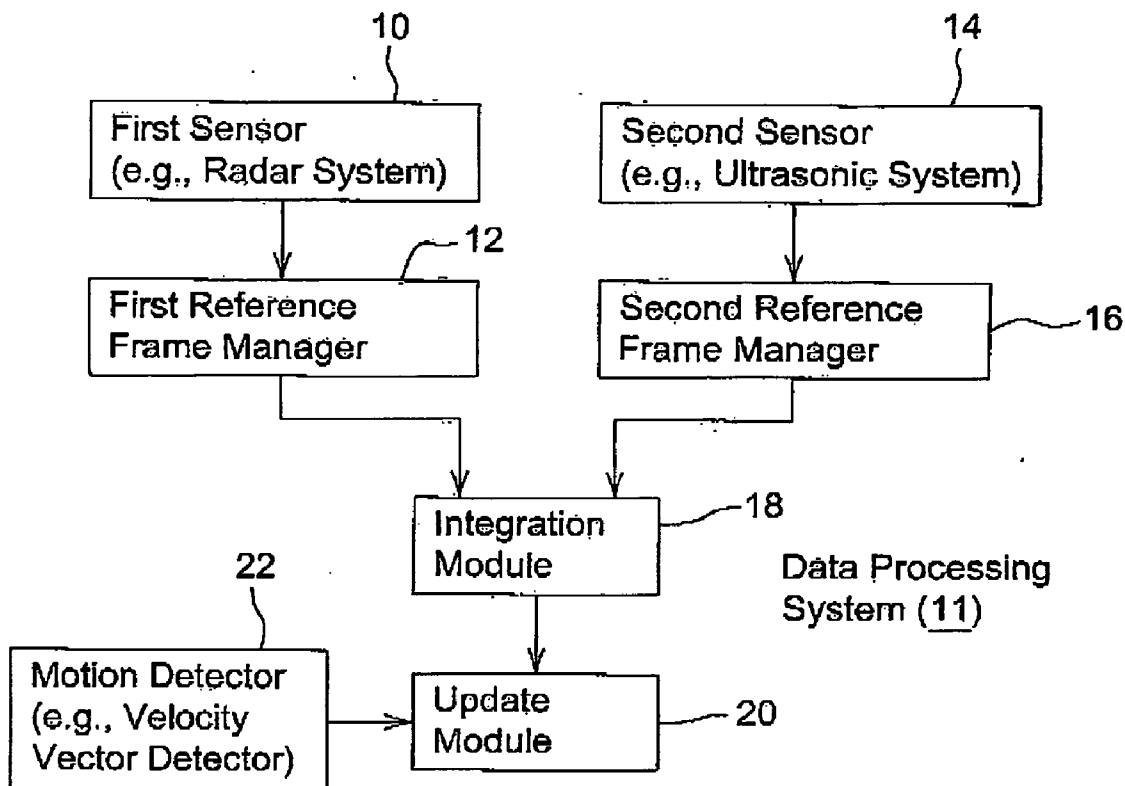 10
14
First Sensor
(e.g., Radar System)
Second Sensor
(e.g., Ultrasonic System)
12
First Reference
Frame Manager
Second Reference
Frame Manager
16
Integration
Module
18
Data Processing
System (11)
22
Motion Detector
(e.g., Velocity
Vector Detector)
Update
Module
20